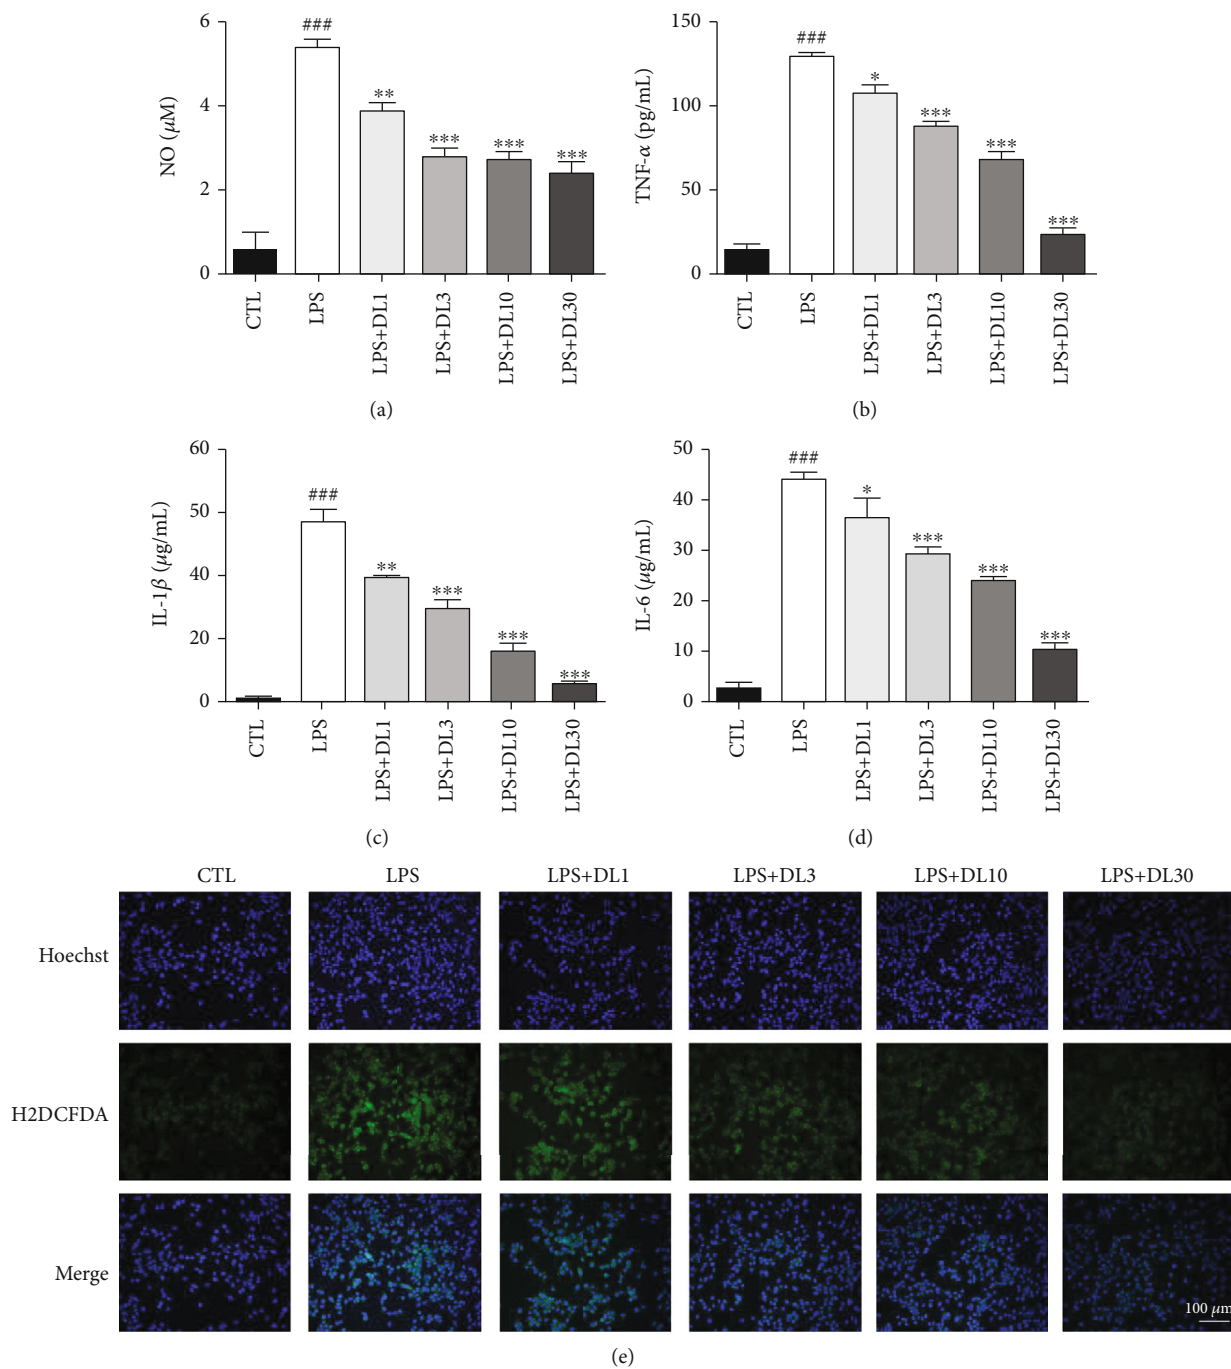 6
4
2
0
NO (μM)
###
**
***
***
***
CTL
LPS
LPS+DL1
LPS+DL3
LPS+DL10
LPS+DL30
(a)
150
100
50
0
TNF-α (pg/mL)
###
*
***
***
***
CTL
LPS
LPS+DL1
LPS+DL3
LPS+DL10
LPS+DL30
(b)
60
50
40
20
0
IL-1β (μg/mL)
###
**
***
***
***
CTL
LPS
LPS+DL1
LPS+DL3
LPS+DL10
LPS+DL30
(c)
50
40
30
20
10
0
IL-6 (μg/mL)
###
*
***
***
***
CTL
LPS
LPS+DL1
LPS+DL3
LPS+DL10
LPS+DL30
(d)
CTL LPS LPS+DL1 LPS+DL3 LPS+DL10 LPS+DL30
Hoechst
H2DCFDA
Merge
100 μm
(e)